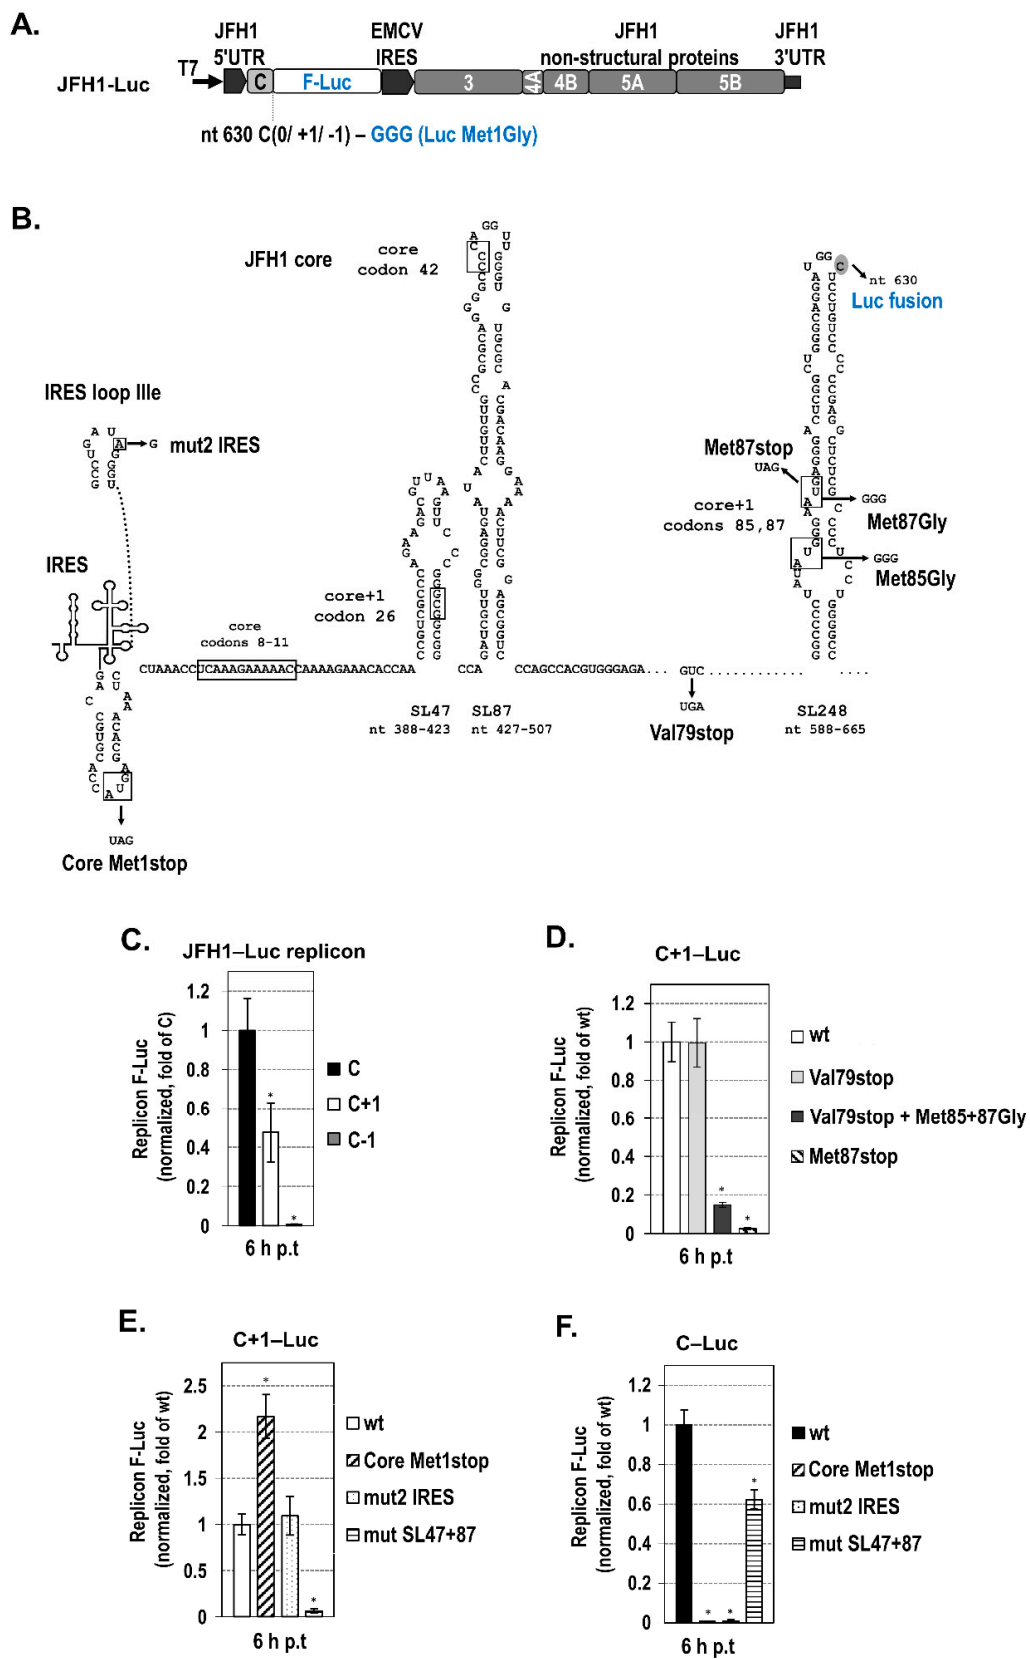 A.
JFH1
5'UTR
EMCV
IRES
JFH1
non-structural proteins
JFH1
3'UTR
JFH1-Luc
T7
C
F-Luc
3
4A
4B
5A
5B
nt 630 C(0/ +1/ -1) – GGG (Luc Met1Gly)
B.
JFH1 core
core
codon 42
nt 630
Luc fusion
IRES loop IIIe
mut2 IRES
G
Met87stop
UAG
GGG
Met87Gly
core+1
codons 85,87
GGG
Met85Gly
IRES
core+1
codon 26
core
codons 8-11
CUAAACCUCAAAGAAAAACCAAAAGAAACACCAA
CCA
CCAGCCACGUGGGAGA....
GUC
UGA
Val79stop
SL47
nt 388-423
SL87
nt 427-507
SL248
nt 588-665
UAG
Core Met1stop
C.
JFH1–Luc replicon
Replicon F-Luc
(normalized, fold of C)
1.2
1
0.8
0.6
0.4
0.2
0
*
*
6 h p.t
C
C+1
C-1
D.
C+1–Luc
Replicon F-Luc
(normalized, fold of wt)
1.2
1
0.8
0.6
0.4
0.2
0
*
*
6 h p.t
wt
Val79stop
Val79stop + Met85+87Gly
Met87stop
E.
C+1–Luc
Replicon F-Luc
(normalized, fold of wt)
2.5
2
1.5
1
0.5
0
*
*
6 h p.t
wt
Core Met1stop
mut2 IRES
mut SL47+87
F.
C–Luc
Replicon F-Luc
(normalized, fold of wt)
1.2
1
0.8
0.6
0.4
0.2
0
*
*
*
6 h p.t
wt
Core Met1stop
mut2 IRES
mut SL47+87